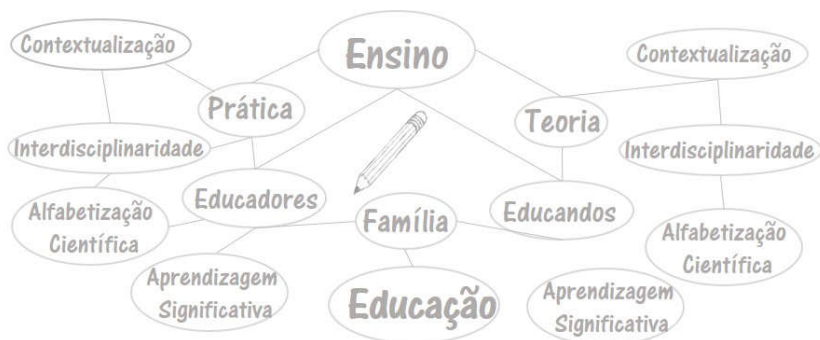 Contextualização
Ensino
Contextualização
Prática
Teoria
Interdisciplinaridade
Interdisciplinaridade
Educadores
Família
Educandos
Alfabetização
Científica
Alfabetização
Científica
Aprendizagem
Significativa
Educação
Aprendizagem
Significativa